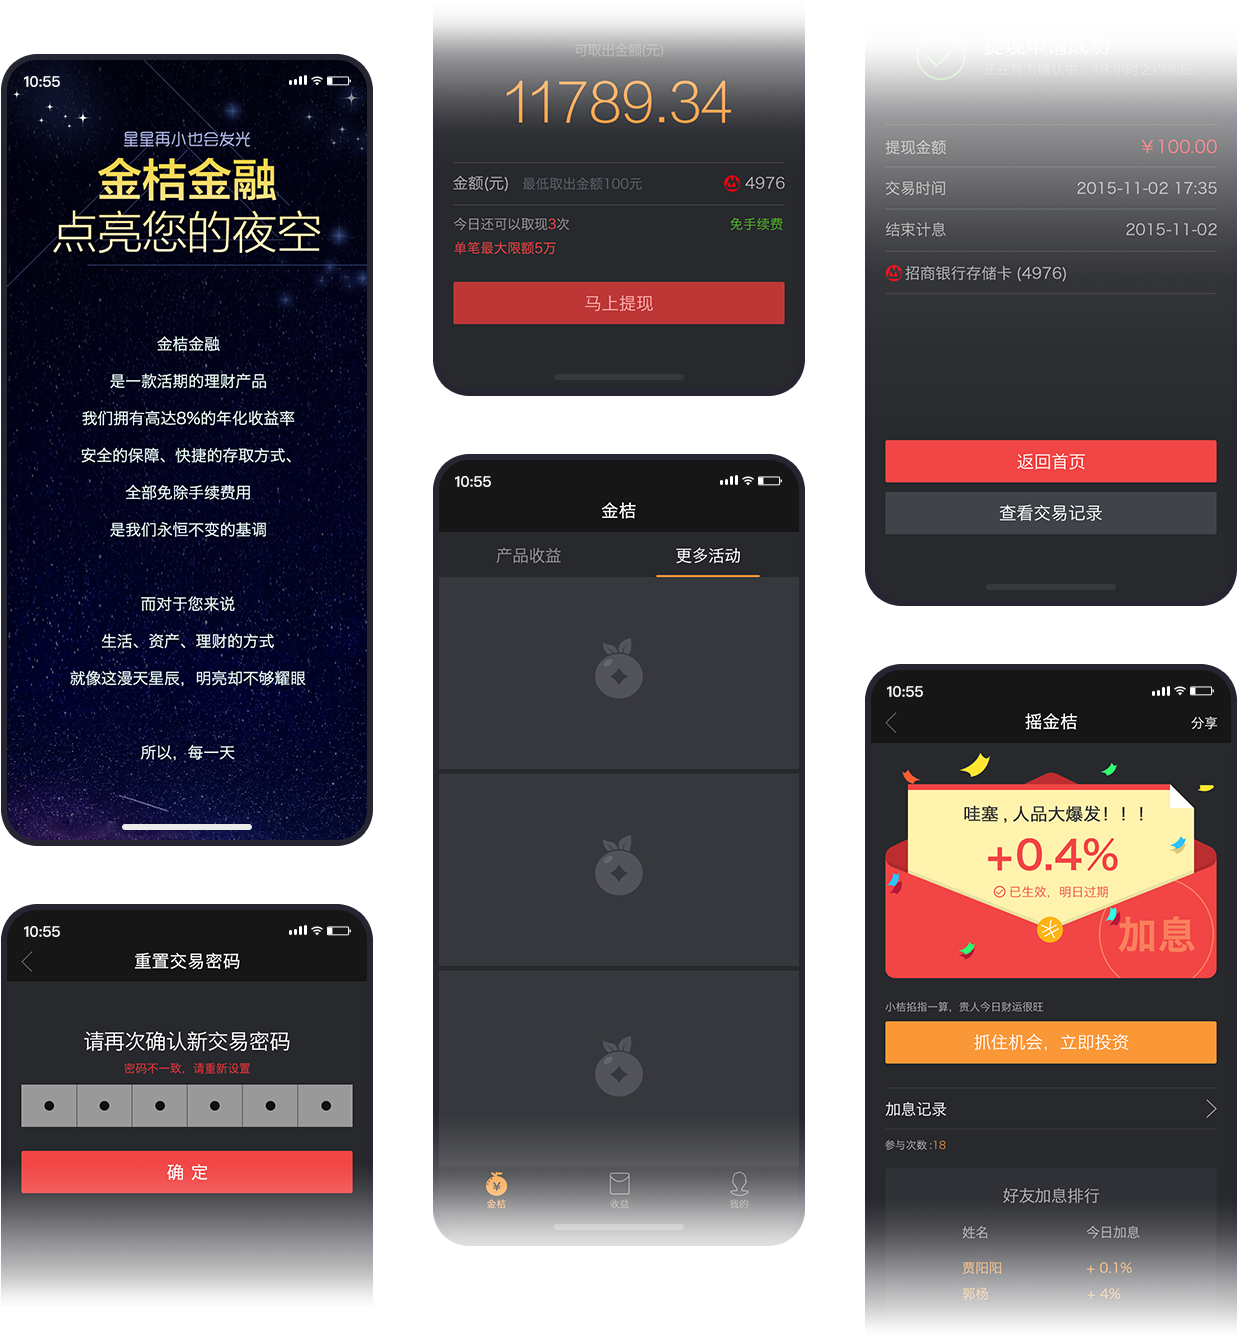 10:55
星星再小也会发光
金桔金融
点亮您的夜空
金桔金融
是一款活期的理财产品
我们拥有高达8%的年化收益率
安全的保障、快捷的存取方式、
全部免除手续费用
是我们永恒不变的基调
而对于您来说
生活、资产、理财的方式
就像这漫天星辰，明亮却不够耀眼
所以，每一天
10:55
重置交易密码
请再次确认新交易密码
密码不一致，请重新设置
确 定
可取出金额(元)
11789.34
金额(元) 最低取出金额100元 4976
今日还可以取现3次 免手续费
单笔最大限额5万
马上提现
10:55
金桔
产品收益 更多活动
金桔 收益 我的
提现申请成功
正在努力确认中，48 小时之内到账
提现金额 ￥100.00
交易时间 2015-11-02 17:35
结束计息 2015-11-02
招商银行存储卡 (4976)
返回首页
查看交易记录
10:55
摇金桔 分享
哇塞，人品大爆发！！！
+0.4%
已生效，明日过期
加息
小桔掐指一算，贵人今日财运很旺
抓住机会，立即投资
加息记录
参与次数:18
好友加息排行
姓名 今日加息
贾阳阳 + 0.1%
郭杨 + 4%